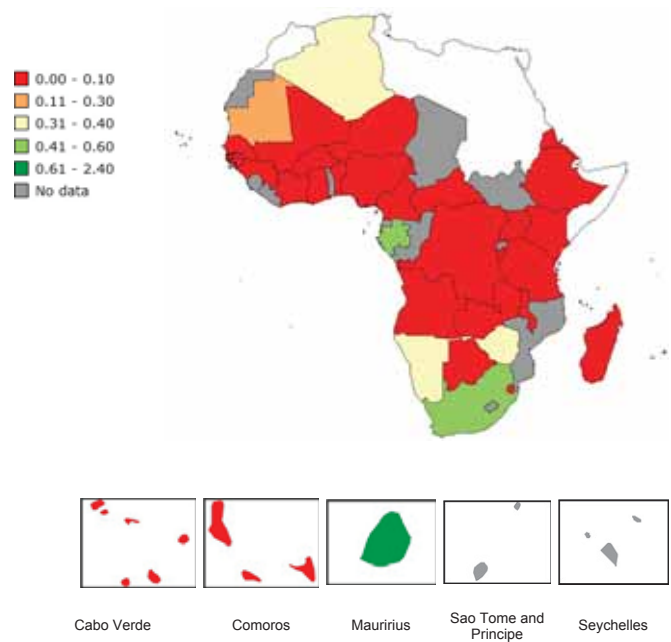 0.00 - 0.10
0.11 - 0.30
0.31 - 0.40
0.41 - 0.60
0.61 - 2.40
No data
Cabo Verde
Comoros
Mauririus
Sao Tome and
Principe
Seychelles